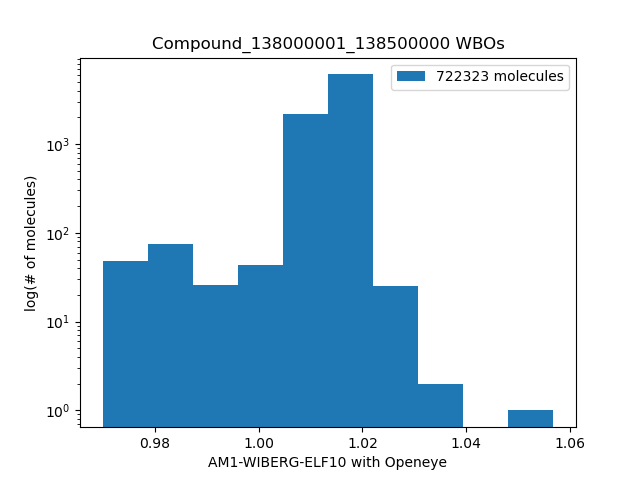 Compound_138000001_138500000 WBOs
722323 molecules
log(# of molecules)
10³
10²
10¹
10⁰
0.98 1.00 1.02 1.04 1.06
AM1-WIBERG-ELF10 with Openeye